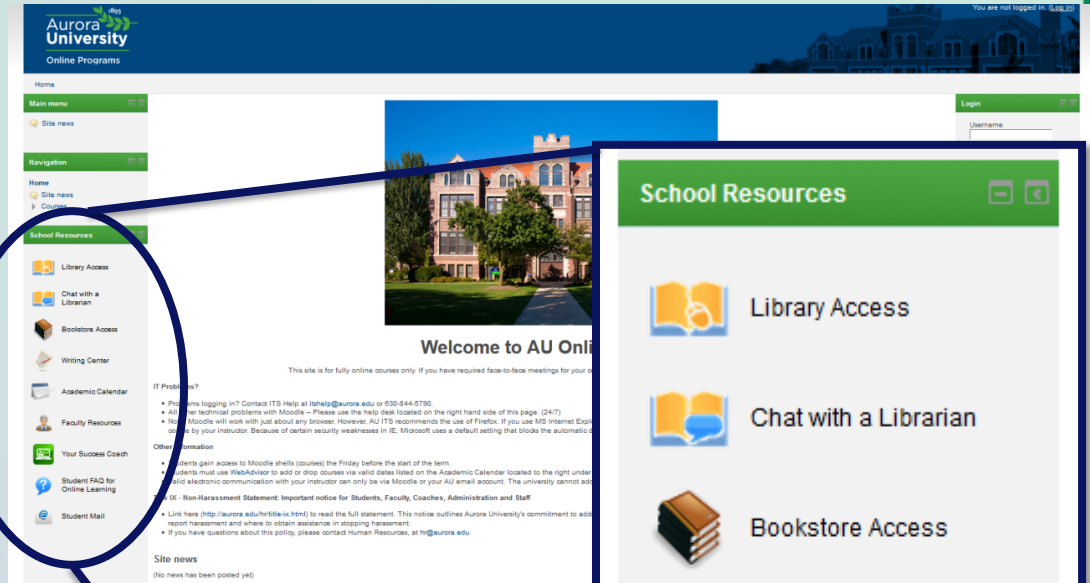 1893
Aurora
University
Online Programs
You are not logged in. (Log in)
Home
Main menu
Site news
Navigation
Home
Site news
Courses
School Resources
Library Access
Chat with a
Librarian
Bookstore Access
Writing Center
Academic Calendar
Faculty Resources
Your Success Coach
Student FAQ for
Online Learning
Student Mail
Welcome to AU Onli
This site is for fully online courses only. If you have required face-to-face meetings for your o
IT Problems?
Problems logging in? Contact ITS Help at itshelp@aurora.edu or 630-844-5790.
All other technical problems with Moodle – Please use the help desk located on the right hand side of this page. (24/7)
Moodle will work with just about any browser. However, AU ITS recommends the use of Firefox. If you use MS Internet Expl
by your instructor. Because of certain security weaknesses in IE, Microsoft uses a default setting that blocks the automatic d
Other Information
Students gain access to Moodle shells (courses) the Friday before the start of the term.
Students must use WebAdvisor to add or drop courses via valid dates listed on the Academic Calendar located to the right under
Valid electronic communication with your instructor can only be via Moodle or your AU email account. The university cannot add
IX - Non-Harassment Statement: Important notice for Students, Faculty, Coaches, Administration and Staff
Link here (http://aurora.edu/hr/title-ix.html) to read the full statement. This notice outlines Aurora University's commitment to add
report harassment and where to obtain assistance in stopping harassment.
If you have questions about this policy, please contact Human Resources, at hr@aurora.edu
Site news
(No news has been posted yet)
Login
Username
School Resources
Library Access
Chat with a Librarian
Bookstore Access